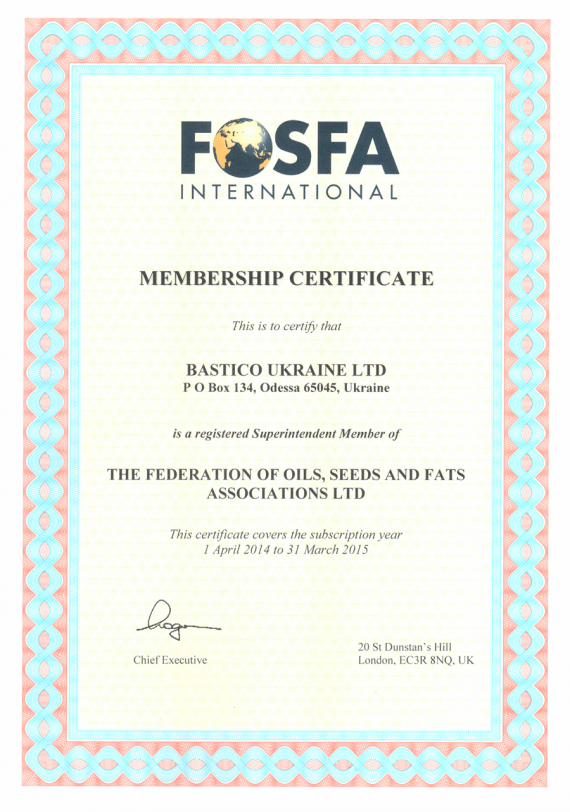 FOSFA
INTERNATIONAL
MEMBERSHIP CERTIFICATE
This is to certify that
BASTICO UKRAINE LTD
P O Box 134, Odessa 65045, Ukraine
is a registered Superintendent Member of
THE FEDERATION OF OILS, SEEDS AND FATS
ASSOCIATIONS LTD
This certificate covers the subscription year
1 April 2014 to 31 March 2015
Chief Executive
20 St Dunstan's Hill
London, EC3R 8NQ, UK